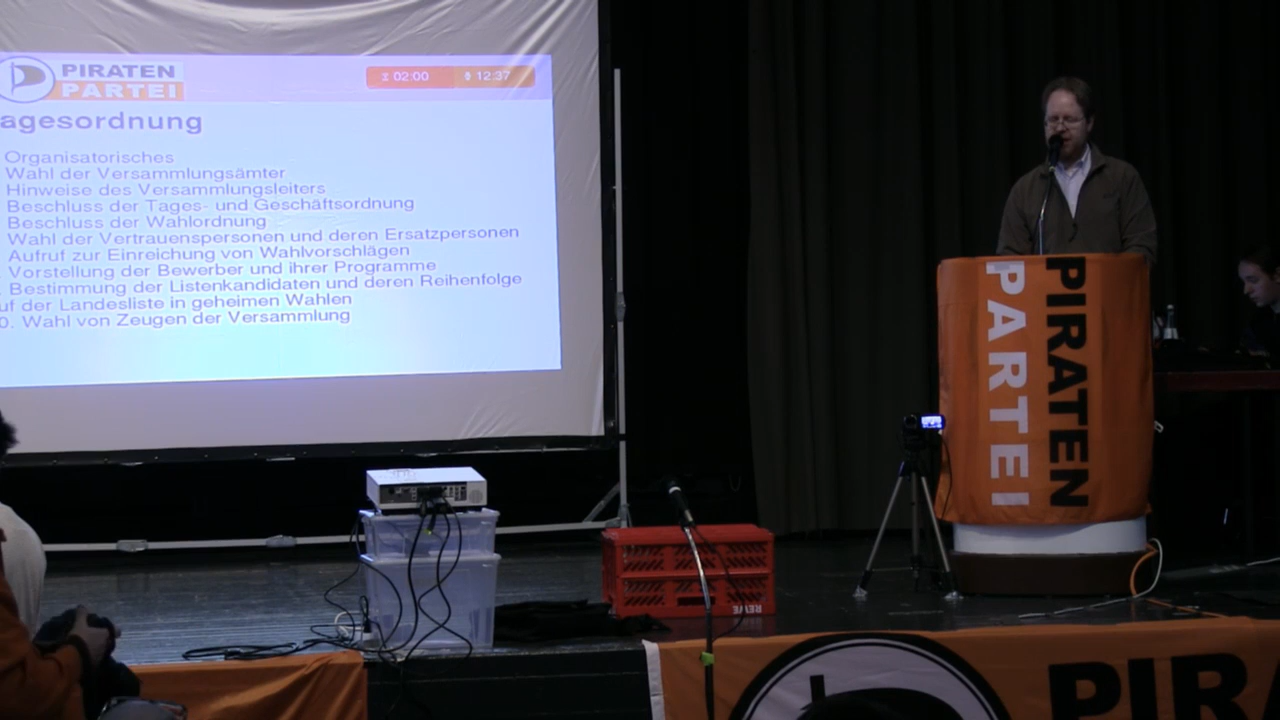 PIRATEN
PARTEI
02:00
12:37
agesordnung
Organisatorisches
Wahl der Versammlungsämter
Hinweise des Versammlungsleiters
Beschluss der Tages- und Geschäftsordnung
Beschluss der Wahlordnung
Wahl der Vertrauenspersonen und deren Ersatzpersonen
Aufruf zur Einreichung von Wahlvorschlägen
. Vorstellung der Bewerber und ihrer Programme
. Bestimmung der Listenkandidaten und deren Reihenfolge
uf der Landesliste in geheimen Wahlen
0. Wahl von Zeugen der Versammlung
PIRATEN
PARTEI
REWE
PIRA